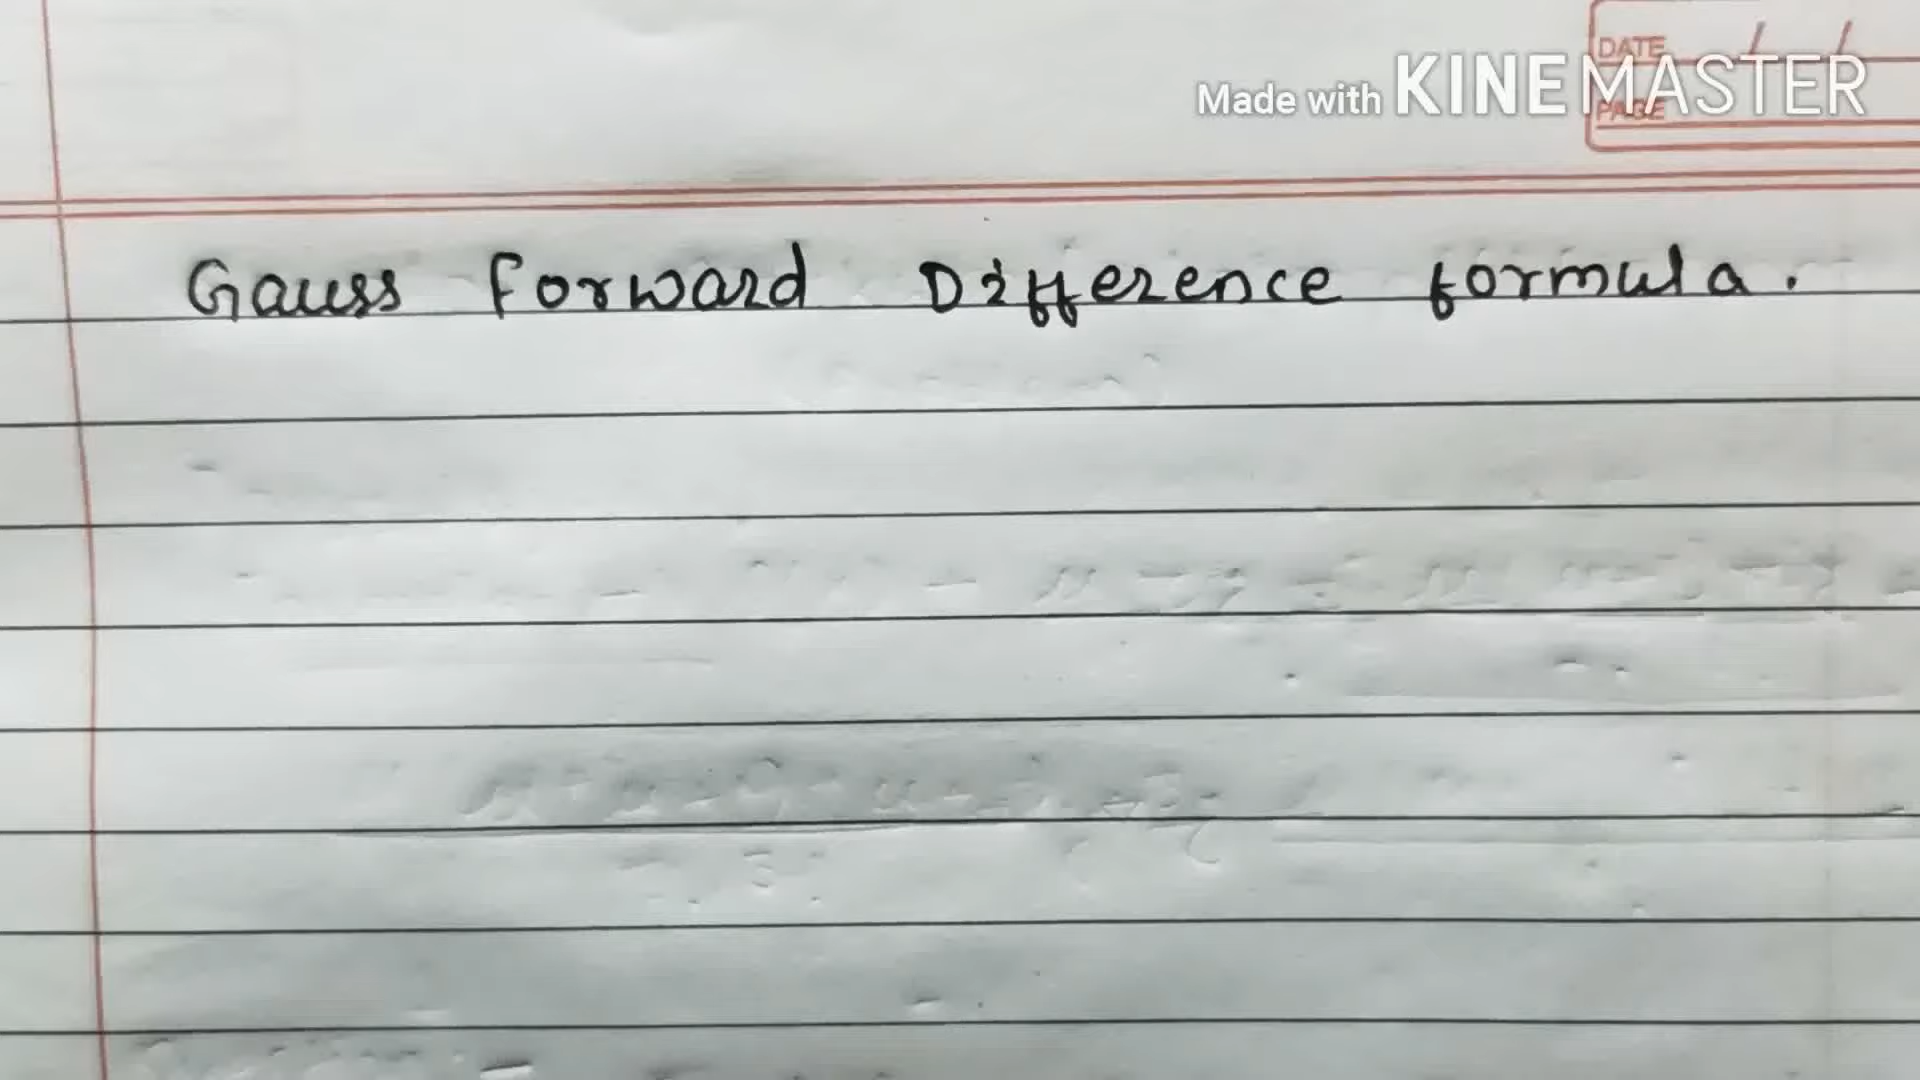 DATE / /
Made with KINEMASTER
PAGE
Gauss forward Difference formula.